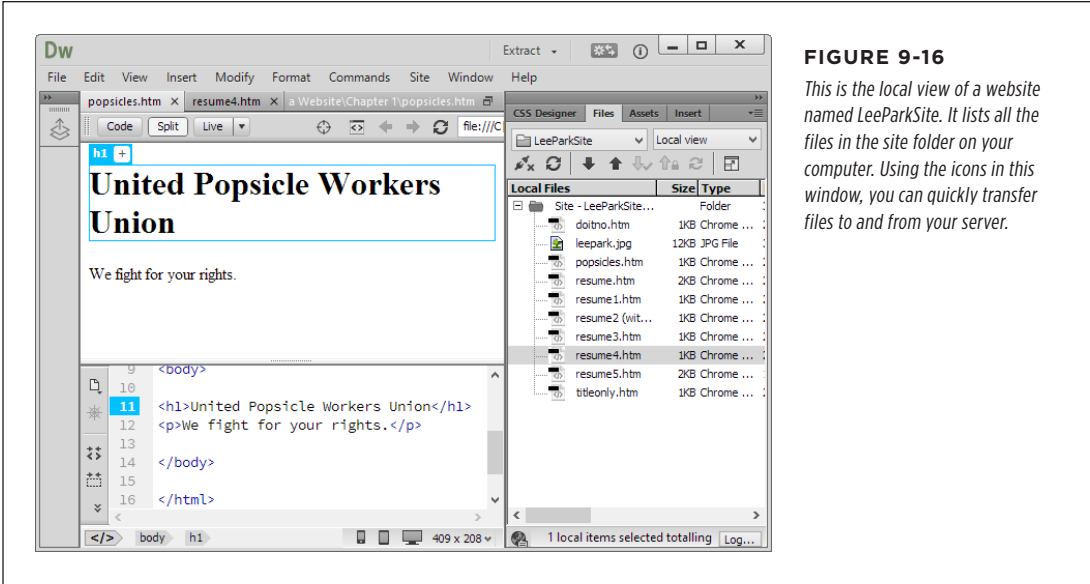 Dw
Extract
File Edit View Insert Modify Format Commands Site Window Help
popsicles.htm × resume4.htm × a Website\Chapter 1\popsicles.htm
Code Split Live file:///C
h1 +
United Popsicle Workers
Union
We fight for your rights.
9 <body>
10
11 <h1>United Popsicle Workers Union</h1>
12 <p>We fight for your rights.</p>
13
14 </body>
15
16 </html>
</> body h1 409 x 208
CSS Designer Files Assets Insert
LeeParkSite Local view
Local Files Size Type
Site - LeeParkSite... Folder
doitno.htm 1KB Chrome ...
leepark.jpg 12KB JPG File
popsicles.htm 1KB Chrome ...
resume.htm 2KB Chrome ...
resume1.htm 1KB Chrome ...
resume2 (wit... 1KB Chrome ...
resume3.htm 1KB Chrome ...
resume4.htm 1KB Chrome ...
resume5.htm 2KB Chrome ...
titleonly.htm 1KB Chrome ...
1 local items selected totalling Log...
FIGURE 9-16
This is the local view of a website
named LeeParkSite. It lists all the
files in the site folder on your
computer. Using the icons in this
window, you can quickly transfer
files to and from your server.